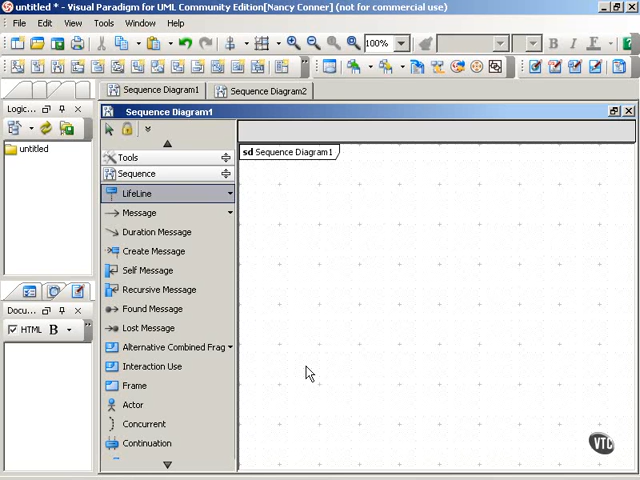 untitled * - Visual Paradigm for UML Community Edition[Nancy Conner] (not for commercial use)
File Edit View Tools Window Help
100% B I F
Sequence Diagram1 Sequence Diagram2
Logic...
Sequence Diagram1
untitled
Tools
Sequence
LifeLine
Message
Duration Message
Create Message
Self Message
Recursive Message
Found Message
Lost Message
Alternative Combined Frag
Interaction Use
Frame
Actor
Concurrent
Continuation
sd Sequence Diagram1
Docu...
HTML B
VTC